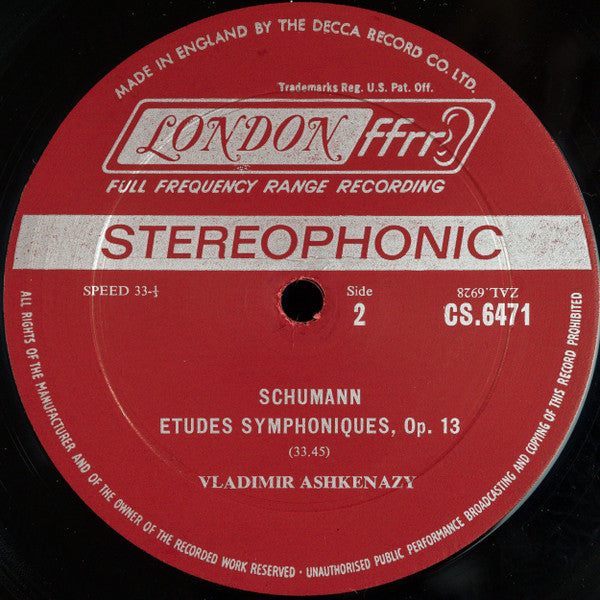 MADE IN ENGLAND BY THE DECCA RECORD CO. LTD.
Trademarks Reg. U.S. Pat. Off.
LONDON ffrr
FULL FREQUENCY RANGE RECORDING
STEREOPHONIC
SPEED 33-⅓
Side
2
ZAL.6928
CS.6471
SCHUMANN
ETUDES SYMPHONIQUES, Op. 13
(33.45)
VLADIMIR ASHKENAZY
ALL RIGHTS OF THE MANUFACTURER AND OF THE OWNER OF THE RECORDED WORK RESERVED · UNAUTHORISED PUBLIC PERFORMANCE BROADCASTING AND COPYING OF THIS RECORD PROHIBITED